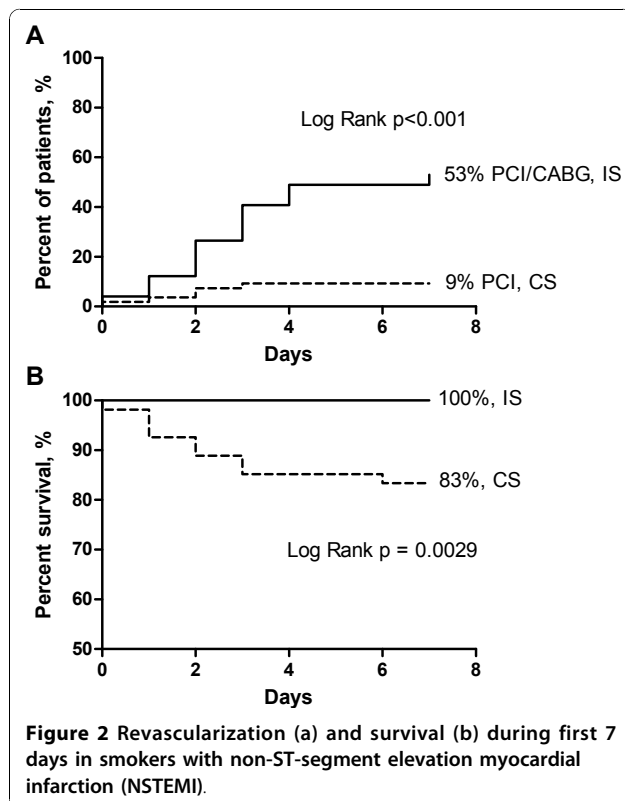 A
100
80
60
40
20
0
Percent of patients, %
Log Rank p<0.001
53% PCI/CABG, IS
9% PCI, CS
0 2 4 6 8
Days
B
100
90
80
70
60
50
Percent survival, %
100%, IS
83%, CS
Log Rank p = 0.0029
0 2 4 6 8
Days
Figure 2 Revascularization (a) and survival (b) during first 7
days in smokers with non-ST-segment elevation myocardial
infarction (NSTEMI).